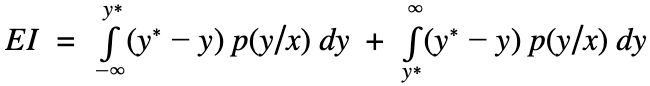 EI = ∫_{-∞}^{y*} (y* − y) p(y/x) dy + ∫_{y*}^{∞} (y* − y) p(y/x) dy